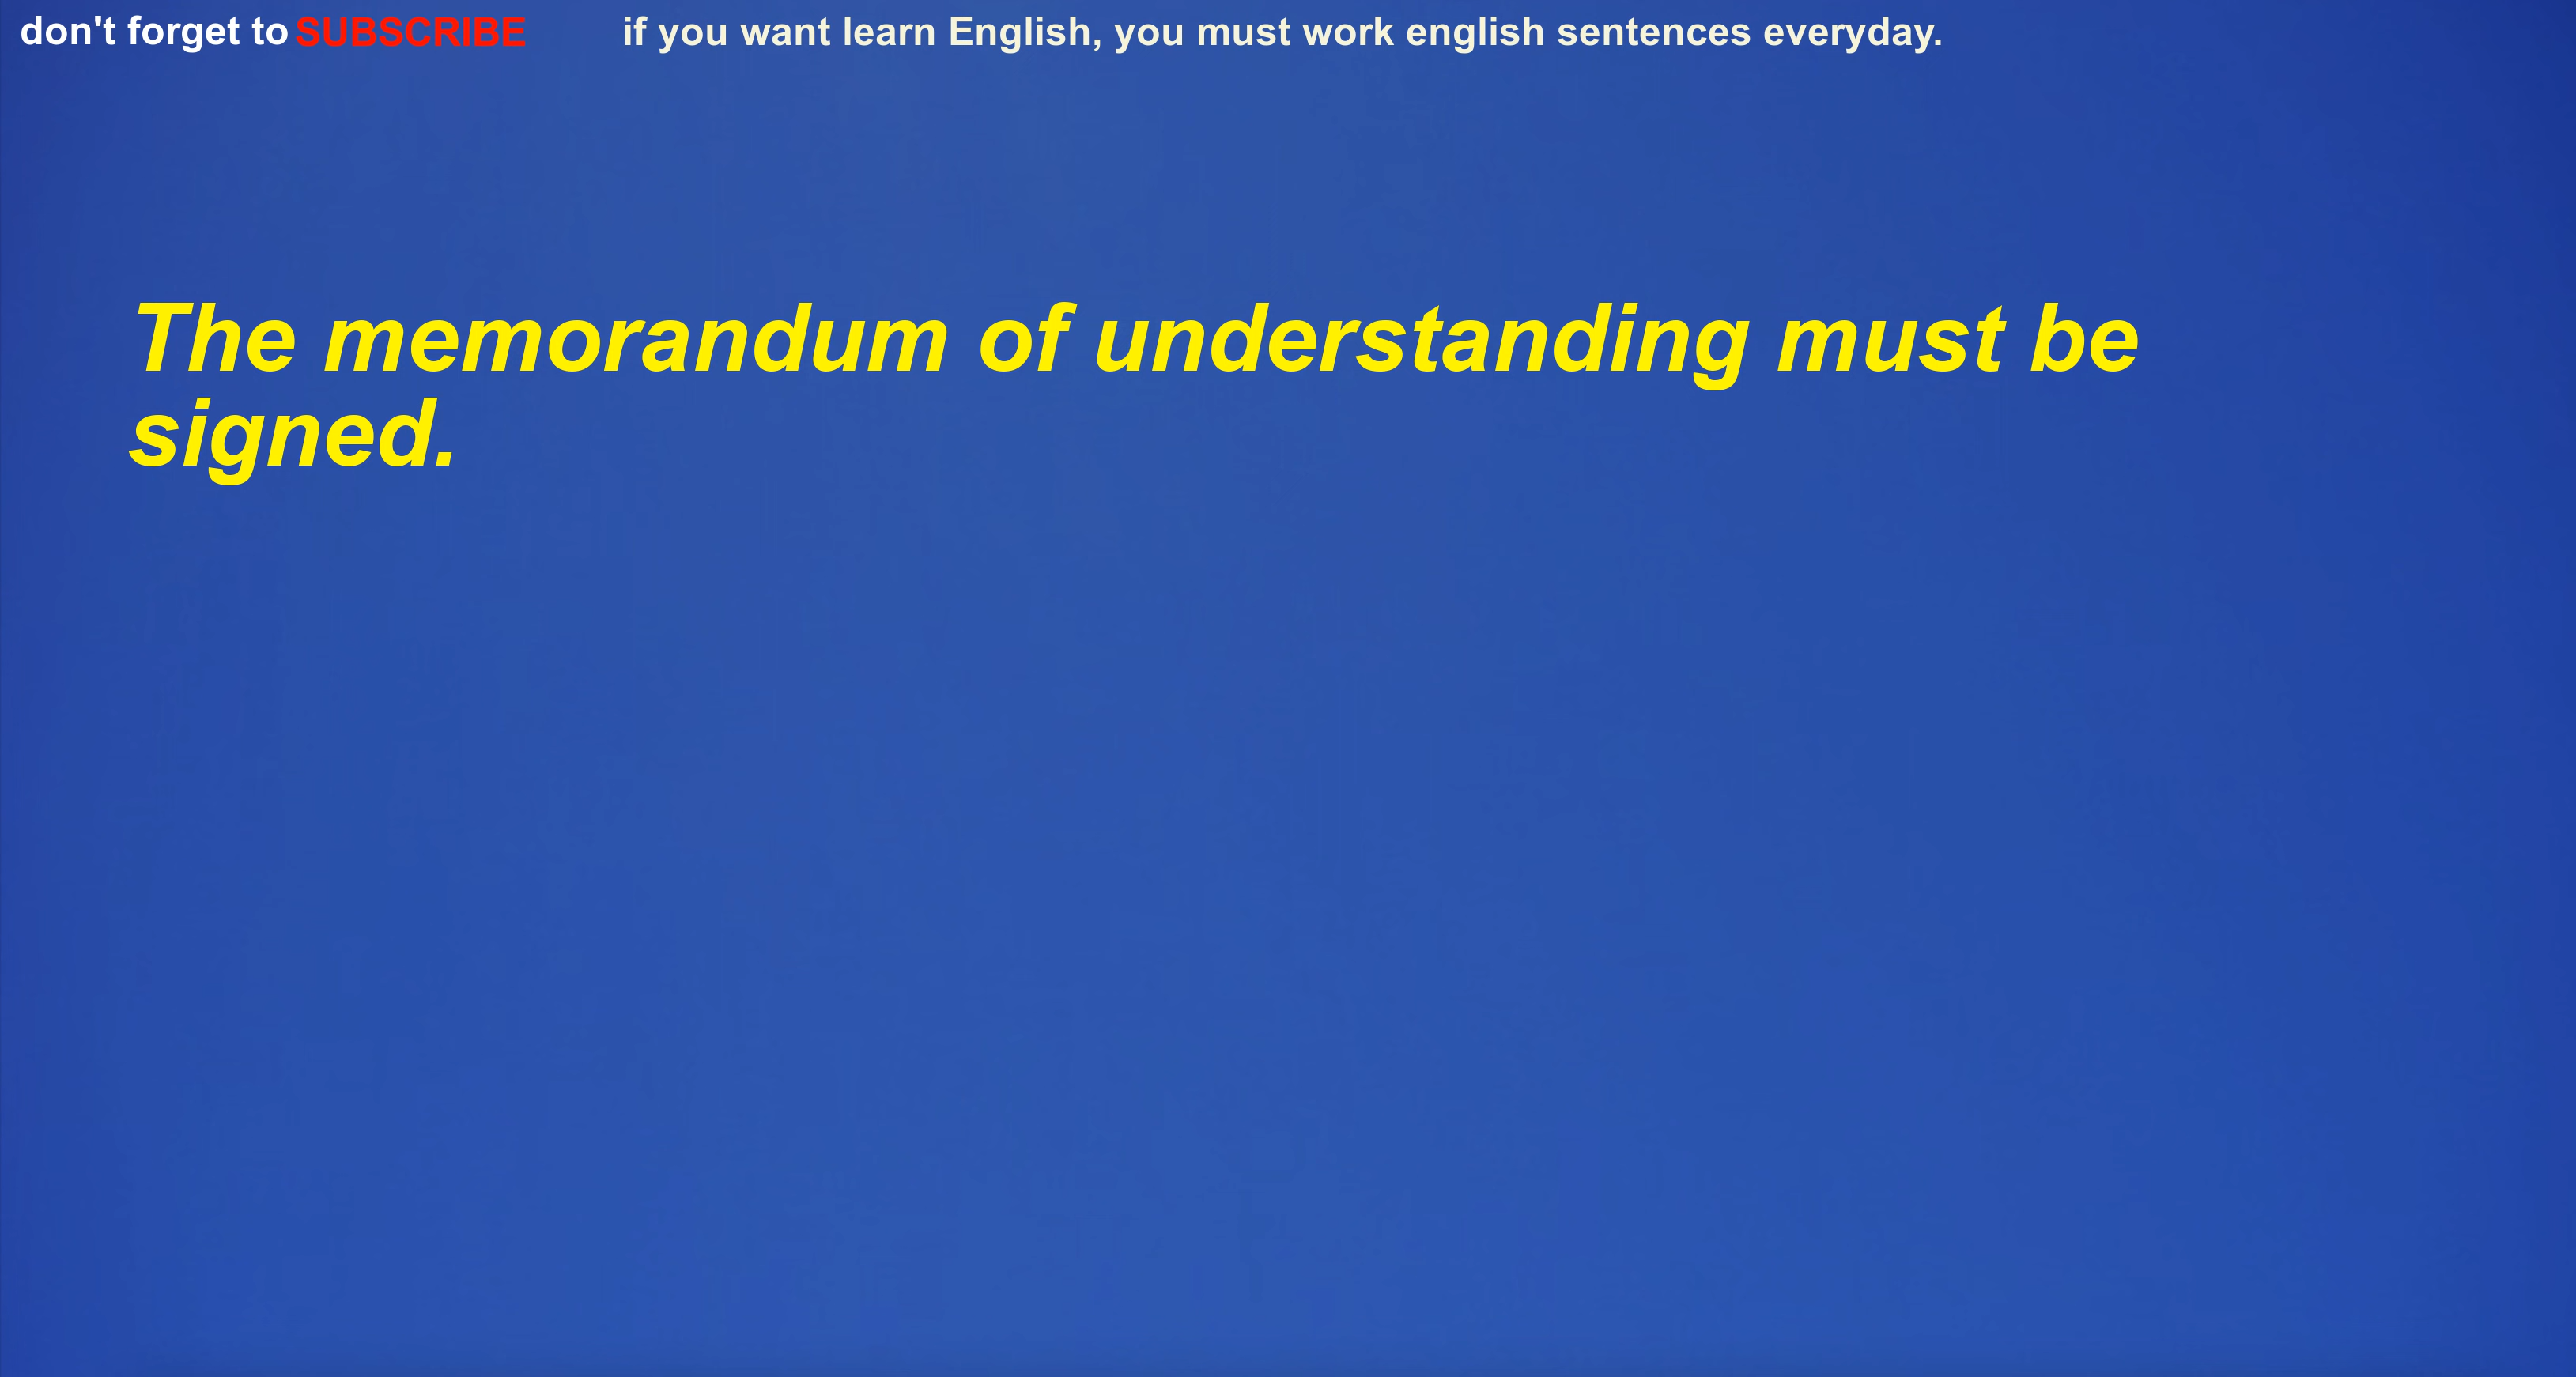 don't forget to SUBSCRIBE if you want learn English, you must work english sentences everyday.
The memorandum of understanding must be
signed.